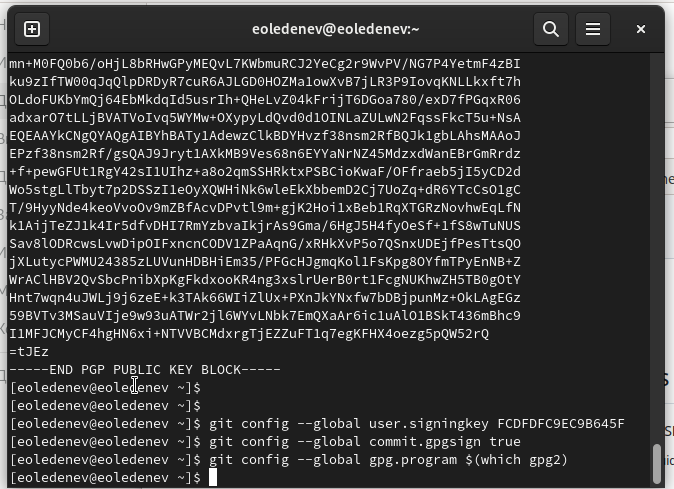 eoledenev@eoledenev:~
mn+M0FQ0b6/oHjL8bRHwGPyMEQvL7KWbmuRCJ2YeCg2r9WvPV/NG7P4YetmF4zBI
ku9zIfTW00qJqQlpDRDyR7cuR6AJLGD0HOZMa1owXvB7jLR3P9IovqKNLLkxft7h
OLdoFUKbYmQj64EbMkdqId5usrIh+QHeLvZ04kFrijT6DGoa780/exD7fPGqxR06
adxarO7tLLjBVATVoIvq5WYMw+OXypyLdQvd0d1OINLaZULwN2FqssFkcT5u+NsA
EQEAAYkCNgQYAQgAIBYhBATy1AdewzClkBDYHvzf38nsm2RfBQJk1gbLAhsMAAoJ
EPzf38nsm2Rf/gsQAJ9Jryt1AXkMB9Ves68n6EYYaNrNZ45MdzxdWanEBrGmRrdz
+f+pewGFUt1RgY42sI1UIhz+a8o2qmSSHRktxPSBCioKwaF/OFfraeb5jI5yCD2d
Wo5stgLlTbyt7p2DSSzI1eOyXQWHiNk6wleEkXbbemD2Cj7UoZq+dR6YTcCsO1gC
T/9HyyNde4keoVvoOv9mZBfAcvDPvtl9m+gjK2Hoi1xBeb1RqXTGRzNovhwEqLfN
k1AijTeZJ1k4Ir5dfvDHI7RmYzbvaIkjrAs9Gma/6HgJ5H4fyOeSf+1fS8wTuNUS
Sav8lODRcwsLvwDipOIFxncnCODV1ZPaAqnG/xRHkXvP5o7QSnxUDEjfPesTtsQO
jXLutycPWMU24385zLUVunHDBHiEm35/PFGcHJgmqKol1FsKpg8OYfmTPyEnNB+Z
WrAClHBV2QvSbcPnibXpKgFkdxooKR4ng3xslrUerB0rt1FcgNUKhwZH5TB0gOtY
Hnt7wqn4uJWLj9j6zeE+k3TAk66WIiZlUx+PXnJkYNxfw7bDBjpunMz+OkLAgEGz
59BVTv3MSauVIje9w93uATWr2jl6WYvLNbk7EmQXaAr6ic1uAlO1BSkT436mBhc9
I1MFJCMyCF4hgHN6xi+NTVVBCMdxrgTjEZZuFT1q7egKFHX4oezg5pQW52rQ
=tJEz
-----END PGP PUBLIC KEY BLOCK-----
[eoledenev@eoledenev ~]$
[eoledenev@eoledenev ~]$
[eoledenev@eoledenev ~]$ git config --global user.signingkey FCDFDFC9EC9B645F
[eoledenev@eoledenev ~]$ git config --global commit.gpgsign true
[eoledenev@eoledenev ~]$ git config --global gpg.program $(which gpg2)
[eoledenev@eoledenev ~]$